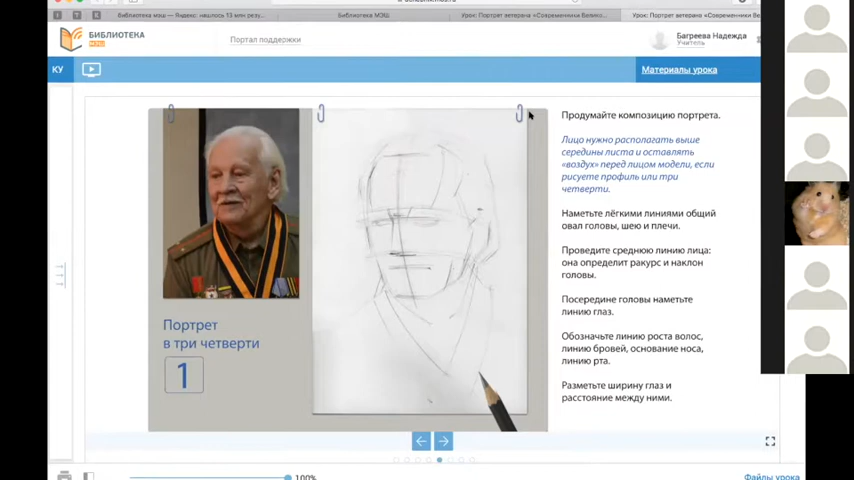 Библиотека мэш — Яндекс: нашлось 13 млн резу...
Библиотека МЭШ
Урок: Портрет ветерана «Современника Великс...
Урок: Портрет ветерана «Современники Ве...
БИБЛИОТЕКА
МЭШ
Портал поддержки
Багреева Надежда
Учитель
КУ
Материалы урока
Продумайте композицию портрета.
Лицо нужно располагать выше
середины листа и оставлять
«воздух» перед лицом модели, если
рисуете профиль или три
четверти.
Наметьте лёгкими линиями общий
овал головы, шею и плечи.
Проведите среднюю линию лица:
она определит ракурс и наклон
головы.
Посередине головы наметьте
линию глаз.
Обозначьте линию роста волос,
линию бровей, основание носа,
линию рта.
Разметьте ширину глаз и
расстояние между ними.
Портрет
в три четверти
1
100%
Файлы урока